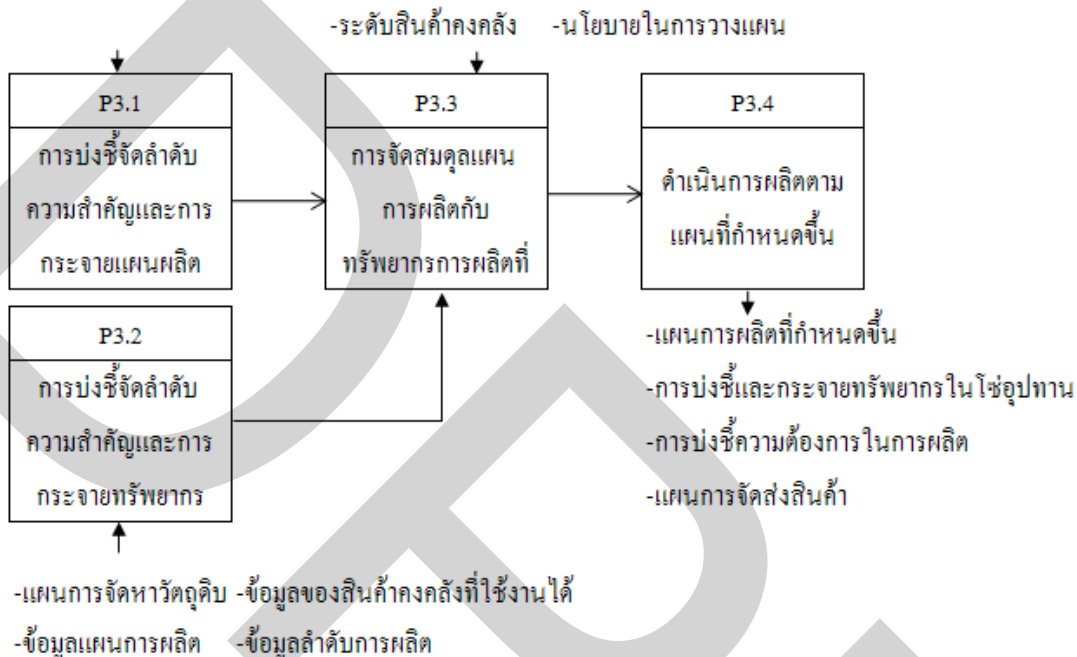 -ระดับสินค้าคงคลัง -นโยบายในการวางแผน
P3.1
การบ่งชี้จัดลำดับ
ความสำคัญและการ
กระจายแผนผลิต
P3.3
การจัดสมดุลแผน
การผลิตกับ
ทรัพยากรการผลิตที่
P3.4
ดำเนินการผลิตตาม
แผนที่กำหนดขึ้น
P3.2
การบ่งชี้จัดลำดับ
ความสำคัญและการ
กระจายทรัพยากร
-แผนการผลิตที่กำหนดขึ้น
-การบ่งชี้และกระจายทรัพยากรในโซ่อุปทาน
-การบ่งชี้ความต้องการในการผลิต
-แผนการจัดส่งสินค้า
-แผนการจัดหาวัตถุดิบ -ข้อมูลของสินค้าคงคลังที่ใช้งานได้
-ข้อมูลแผนการผลิต -ข้อมูลลำดับการผลิต